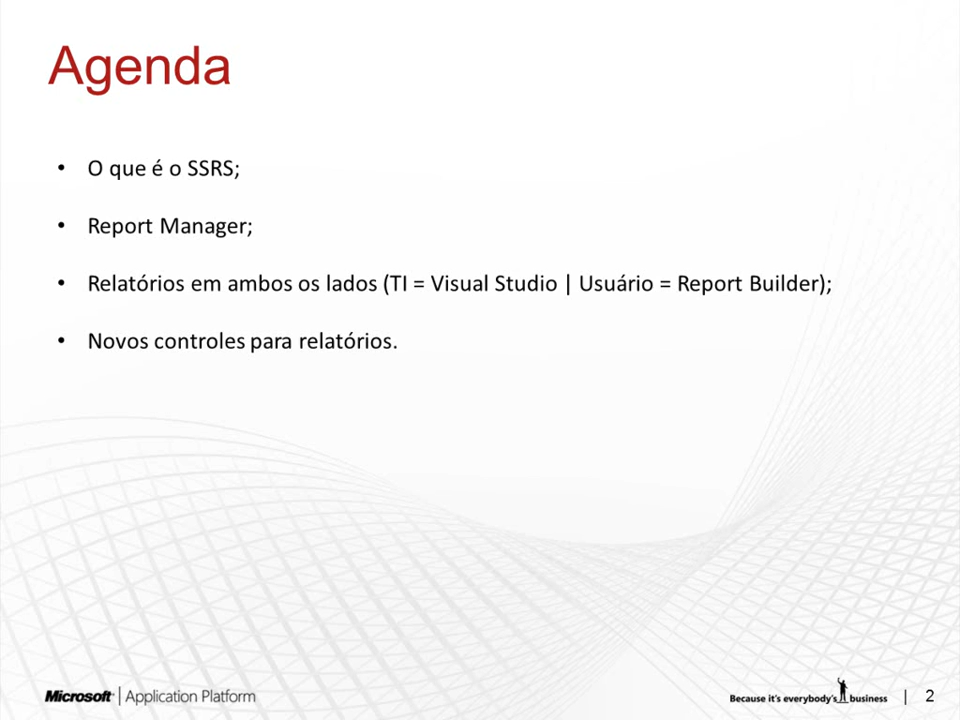 Agenda
• O que é o SSRS;
• Report Manager;
• Relatórios em ambos os lados (TI = Visual Studio | Usuário = Report Builder);
• Novos controles para relatórios.
Microsoft | Application Platform
Because it's everybody's business | 2